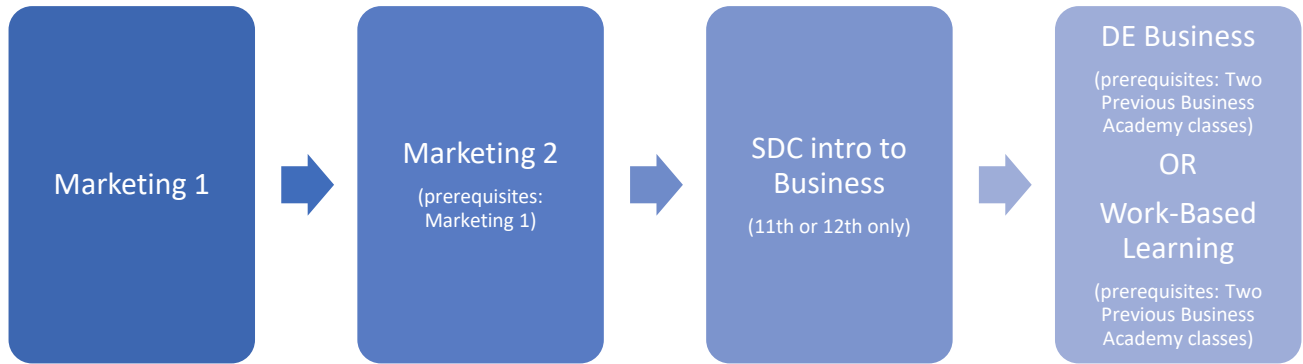 Marketing 1
Marketing 2
(prerequisites:
Marketing 1)
SDC intro to
Business
(11th or 12th only)
DE Business
(prerequisites: Two
Previous Business
Academy classes)
OR
Work-Based
Learning
(prerequisites: Two
Previous Business
Academy classes)